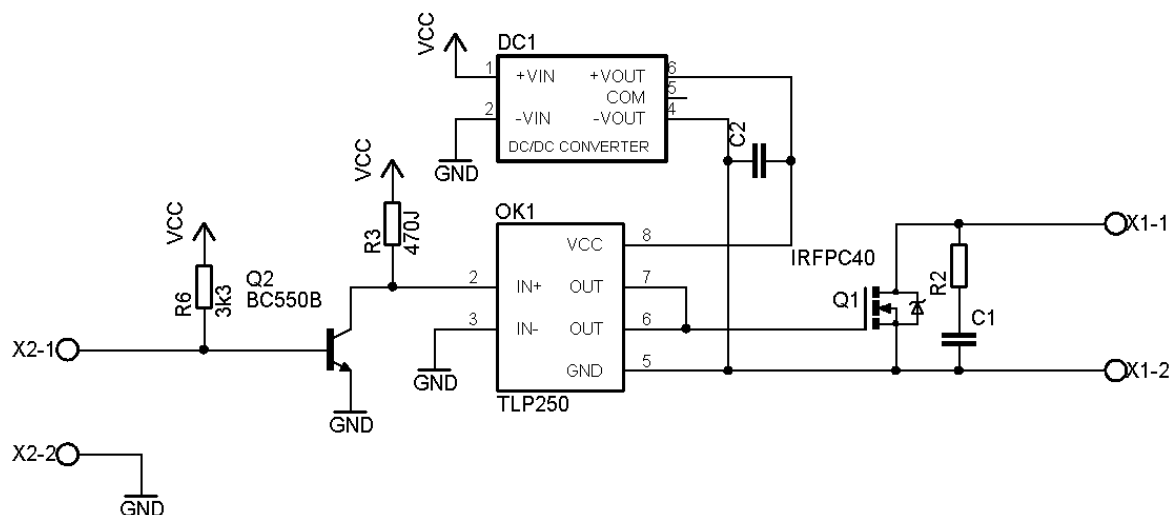 VCC
DC1
1
+VIN
+VOUT
6
COM
5
2
-VIN
-VOUT
4
DC/DC CONVERTER
GND
C2
VCC
R3
470J
VCC
R6
3k3
Q2
BC550B
OK1
VCC
8
2
IN+
OUT
7
3
IN-
OUT
6
GND
5
TLP250
GND
GND
IRFPC40
Q1
R2
C1
X1-1
X1-2
X2-1
X2-2
GND